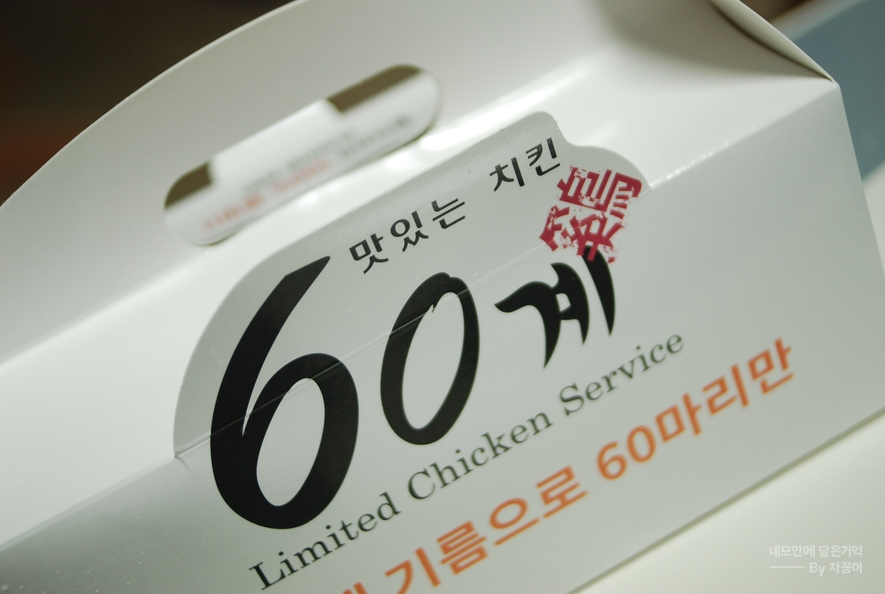 맛있는 치킨
60계
鷄
Limited Chicken Service
기름으로 60마리만
네모안에 담은기억
By 차꽁이